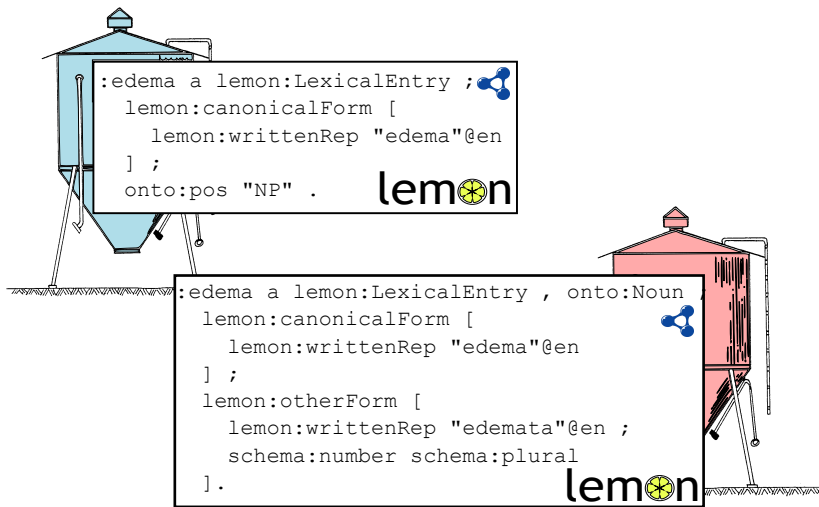 :edema a lemon:LexicalEntry ;
lemon:canonicalForm [
lemon:writtenRep "edema"@en
] ;
onto:pos "NP" .
lemon
:edema a lemon:LexicalEntry , onto:Noun ;
lemon:canonicalForm [
lemon:writtenRep "edema"@en
] ;
lemon:otherForm [
lemon:writtenRep "edemata"@en ;
schema:number schema:plural
].
lemon